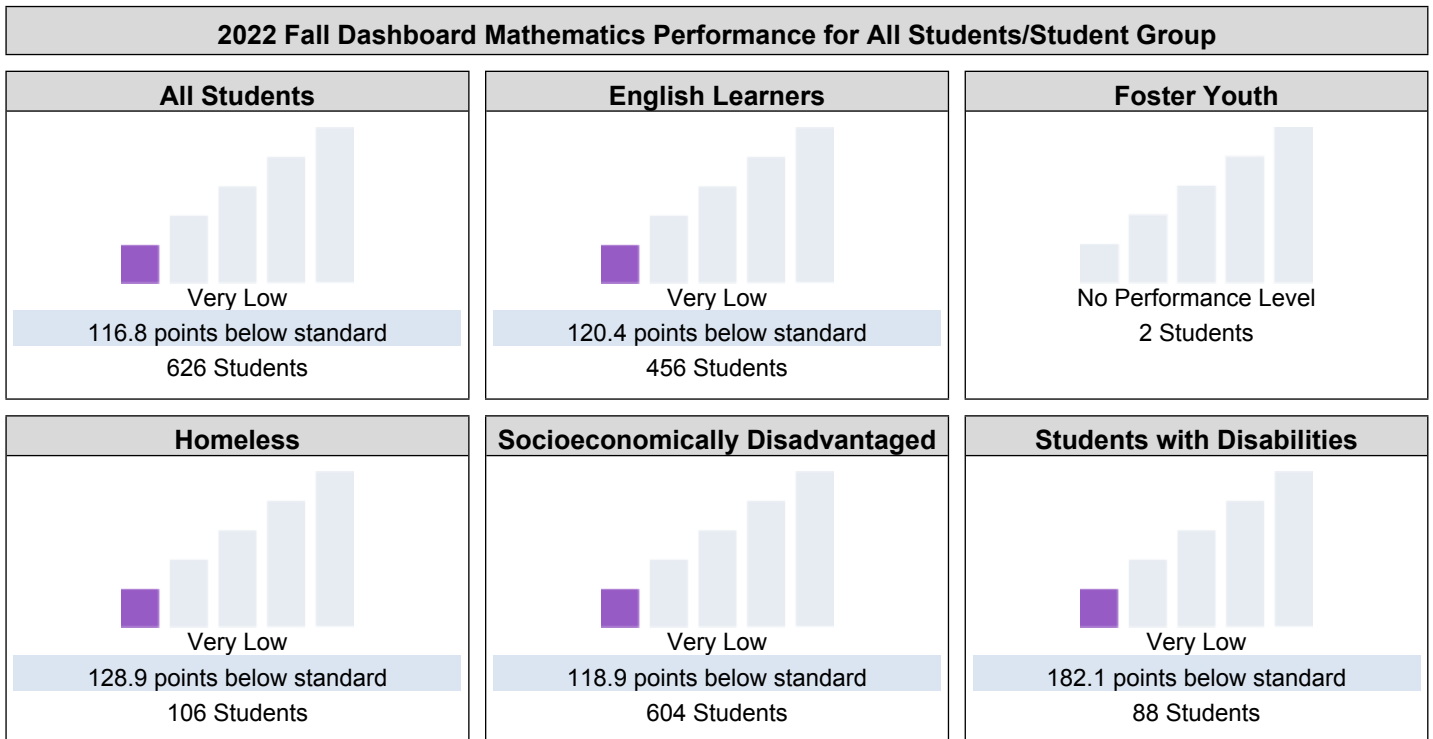 2022 Fall Dashboard Mathematics Performance for All Students/Student Group
All Students
Very Low
116.8 points below standard
626 Students
English Learners
Very Low
120.4 points below standard
456 Students
Foster Youth
No Performance Level
2 Students
Homeless
Very Low
128.9 points below standard
106 Students
Socioeconomically Disadvantaged
Very Low
118.9 points below standard
604 Students
Students with Disabilities
Very Low
182.1 points below standard
88 Students